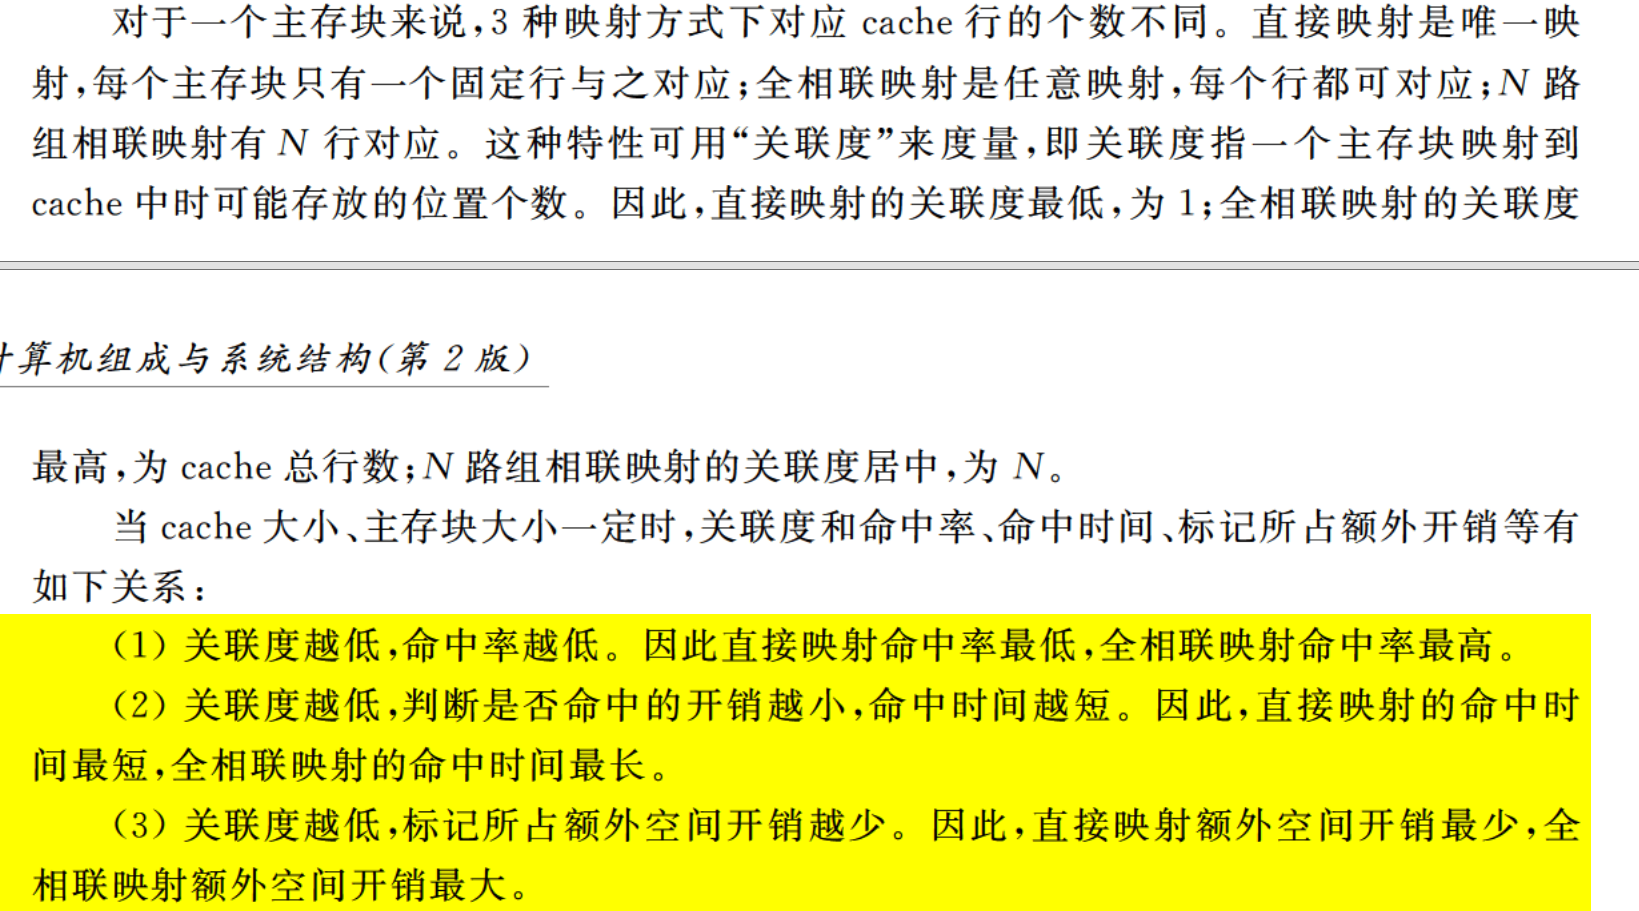 对于一个主存块来说,3 种映射方式下对应 cache 行的个数不同。直接映射是唯一映
射,每个主存块只有一个固定行与之对应;全相联映射是任意映射,每个行都可对应;N 路
组相联映射有 N 行对应。这种特性可用“关联度”来度量,即关联度指一个主存块映射到
cache 中时可能存放的位置个数。因此,直接映射的关联度最低,为 1;全相联映射的关联度
计算机组成与系统结构(第 2 版)
最高,为 cache 总行数;N 路组相联映射的关联度居中,为 N。
当 cache 大小、主存块大小一定时,关联度和命中率、命中时间、标记所占额外开销等有
如下关系:
(1) 关联度越低,命中率越低。因此直接映射命中率最低,全相联映射命中率最高。
(2) 关联度越低,判断是否命中的开销越小,命中时间越短。因此,直接映射的命中时
间最短,全相联映射的命中时间最长。
(3) 关联度越低,标记所占额外空间开销越少。因此,直接映射额外空间开销最少,全
相联映射额外空间开销最大。